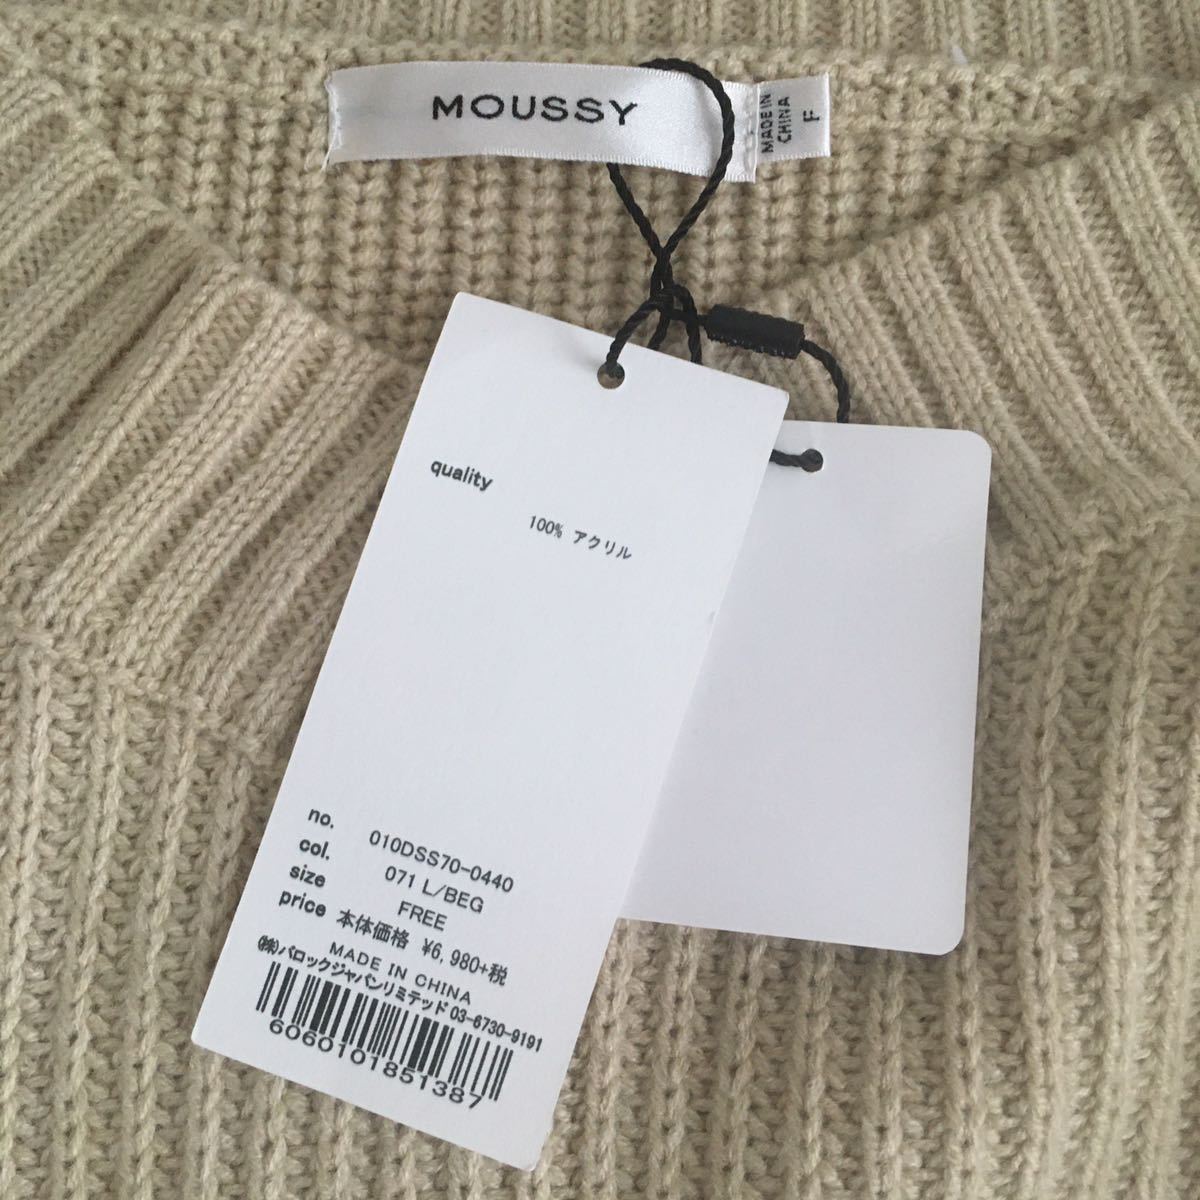 MOUSSY
MADE IN
CHINA
F
quality
100% アクリル
no. 010DSS70-0440
col. 071 L/BEG
size FREE
price 本体価格 ¥6,980+税
MADE IN CHINA
㈱バロックジャパンリミテッド 03-6730-9191
6060101851387